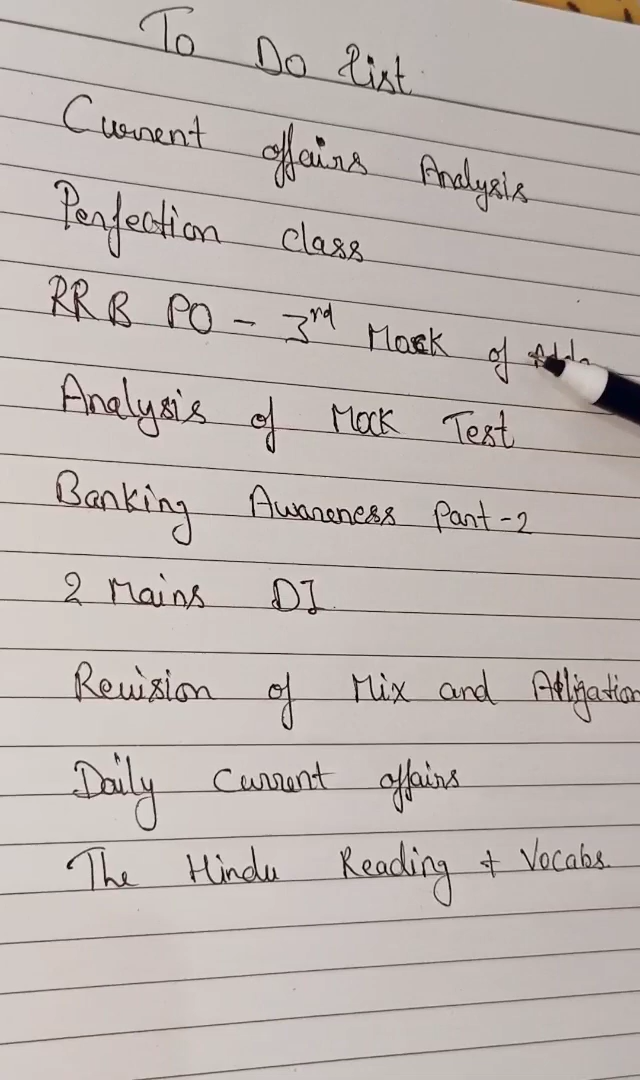 To Do list
Current affairs Analysis
Perfection class
RRB PO - 3rd Mock of Adda
Analysis of Mock Test
Banking Awareness Part-2
2 Mains DI
Revision of Mix and Alligation
Daily Current affairs
The Hindu Reading + Vocabs.